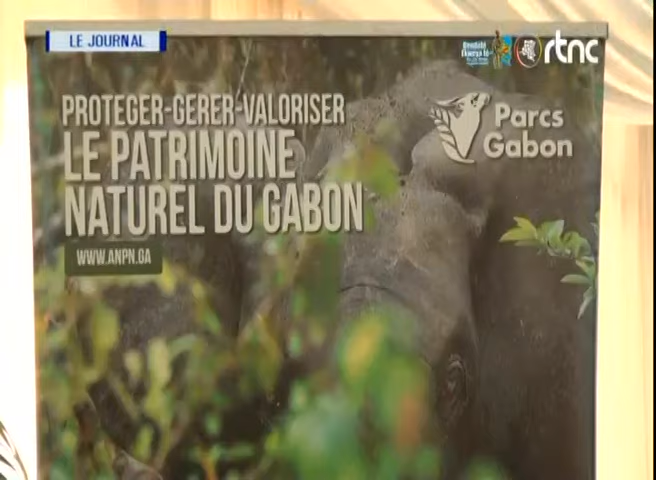 LE JOURNAL
rtnc
PROTEGER-GERER-VALORISER
LE PATRIMOINE
NATUREL DU GABON
WWW.ANPN.GA
Parcs
Gabon